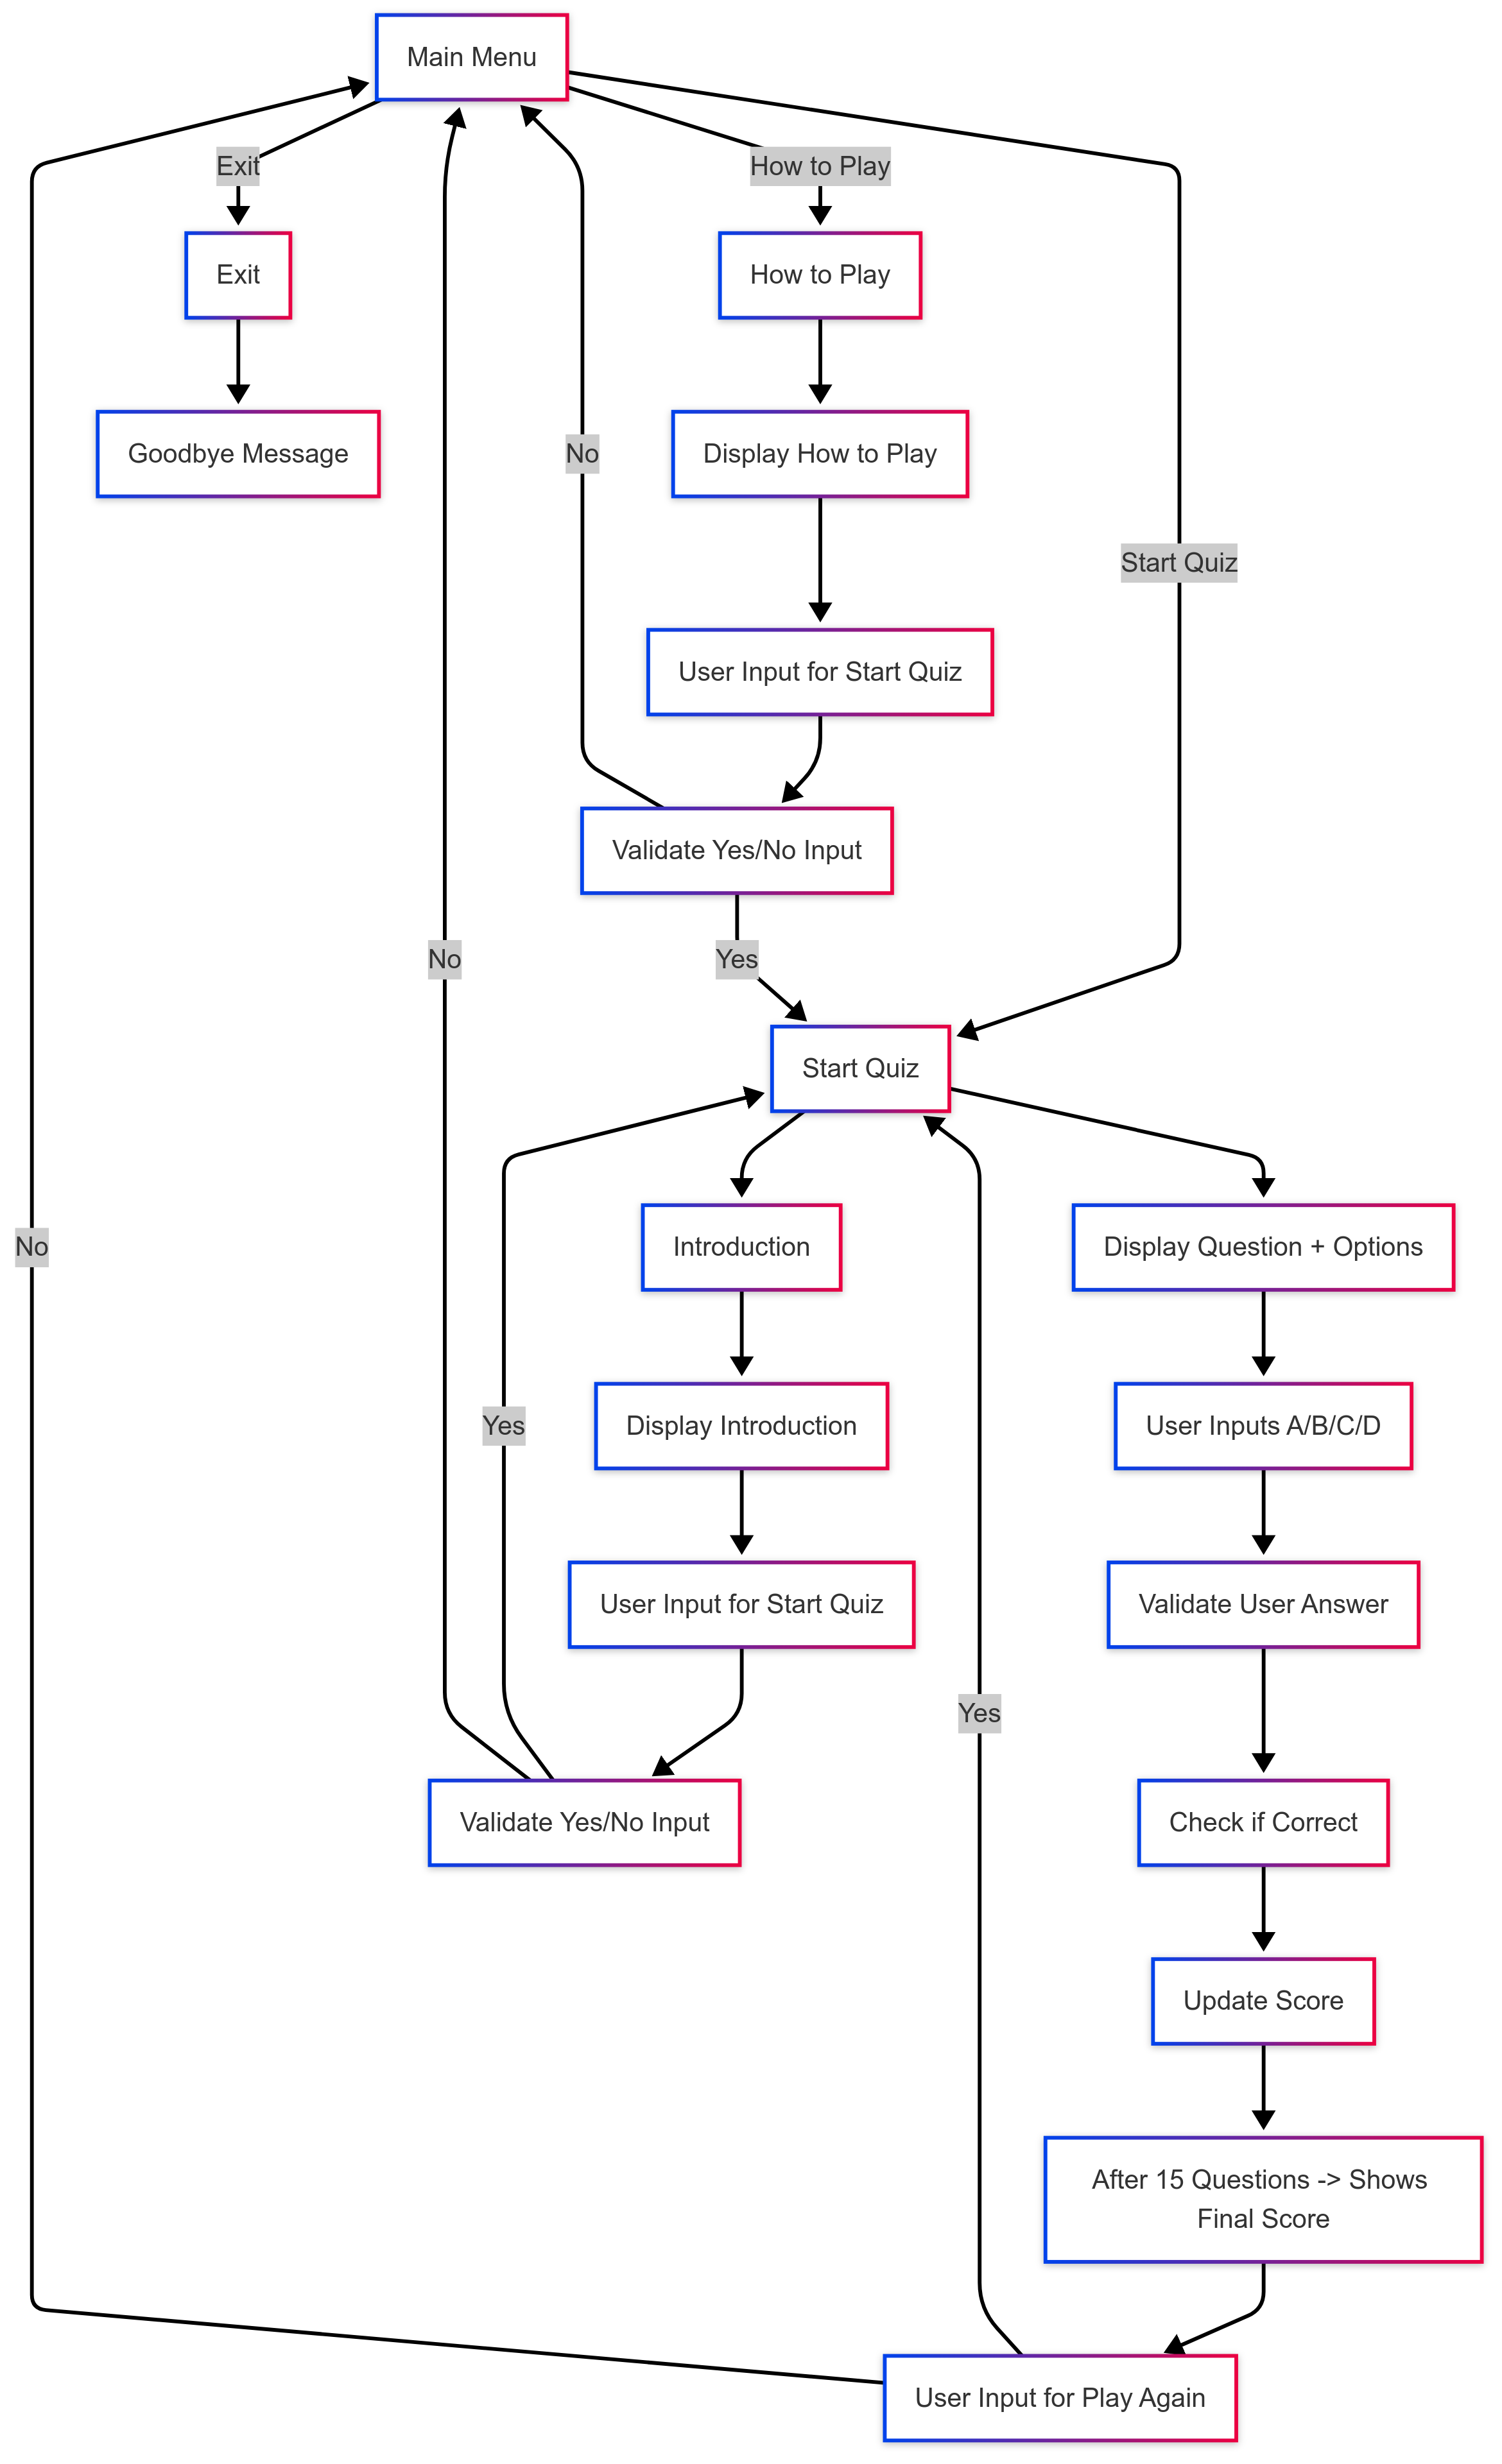 Main Menu
Exit
How to Play
Exit
How to Play
Goodbye Message
No
Display How to Play
Start Quiz
User Input for Start Quiz
Validate Yes/No Input
No
Yes
Start Quiz
No
Introduction
Display Question + Options
Yes
Display Introduction
User Inputs A/B/C/D
User Input for Start Quiz
Validate User Answer
Yes
Validate Yes/No Input
Check if Correct
Update Score
After 15 Questions -> Shows
Final Score
User Input for Play Again